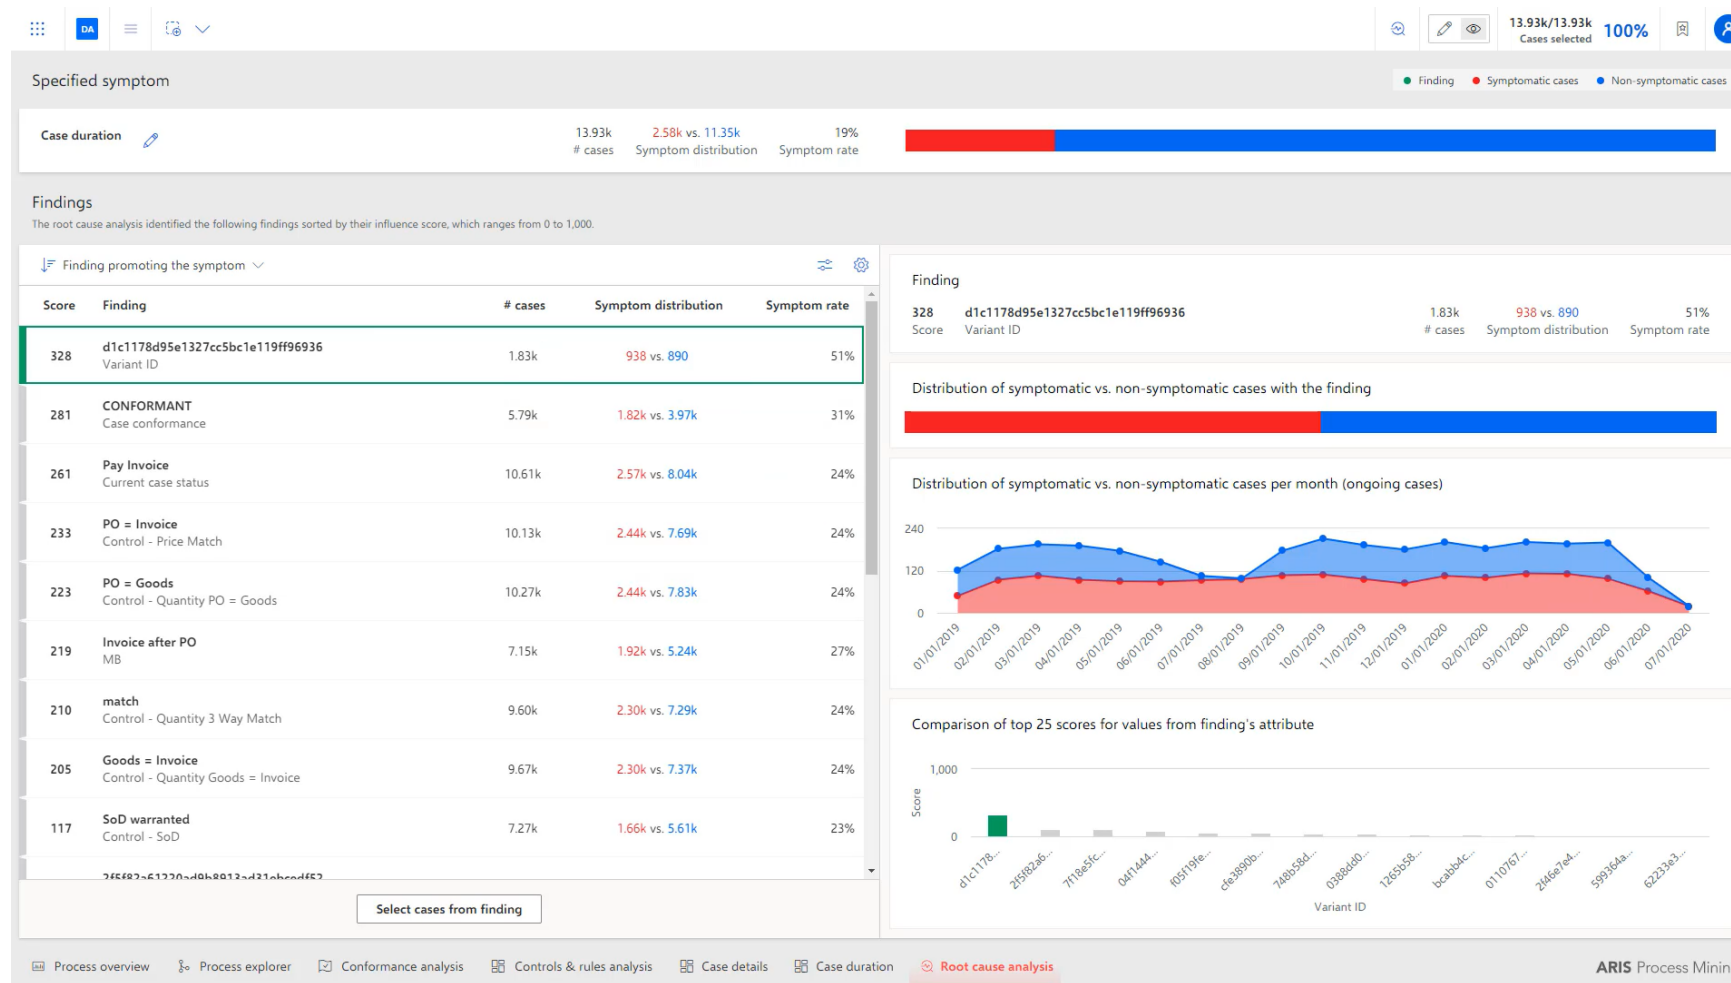 DA
13.93k/13.93k
Cases selected
100%
Specified symptom
Finding
Symptomatic cases
Non-symptomatic cases
Case duration
13.93k
# cases
2.58k vs. 11.35k
Symptom distribution
19%
Symptom rate
Findings
The root cause analysis identified the following findings sorted by their influence score, which ranges from 0 to 1,000.
Finding promoting the symptom
Score Finding # cases Symptom distribution Symptom rate
328 d1c1178d95e1327cc5bc1e119ff96936 1.83k 938 vs. 890 51%
Variant ID
281 CONFORMANT 5.79k 1.82k vs. 3.97k 31%
Case conformance
261 Pay Invoice 10.61k 2.57k vs. 8.04k 24%
Current case status
233 PO = Invoice 10.13k 2.44k vs. 7.69k 24%
Control - Price Match
223 PO = Goods 10.27k 2.44k vs. 7.83k 24%
Control - Quantity PO = Goods
219 Invoice after PO 7.15k 1.92k vs. 5.24k 27%
MB
210 match 9.60k 2.30k vs. 7.29k 24%
Control - Quantity 3 Way Match
205 Goods = Invoice 9.67k 2.30k vs. 7.37k 24%
Control - Quantity Goods = Invoice
117 SoD warranted 7.27k 1.66k vs. 5.61k 23%
Control - SoD
Select cases from finding
Finding
328 d1c1178d95e1327cc5bc1e119ff96936 1.83k 938 vs. 890 51%
Score Variant ID # cases Symptom distribution Symptom rate
Distribution of symptomatic vs. non-symptomatic cases with the finding
Distribution of symptomatic vs. non-symptomatic cases per month (ongoing cases)
240
120
0
01/01/2019 02/01/2019 03/01/2019 04/01/2019 05/01/2019 06/01/2019 07/01/2019 08/01/2019 09/01/2019 10/01/2019 11/01/2019 12/01/2019 01/01/2020 02/01/2020 03/01/2020 04/01/2020 05/01/2020 06/01/2020 07/01/2020
Comparison of top 25 scores for values from finding's attribute
1,000
Score
0
d1c1178... 2f5f82a6... 7f18e5fc... 04f1444... f05f19fe... cfe3890b... 748b58d... 0388dd0... 1265b58... bcabb4c... 0110767... 2f46e7e4... 599364a... 62233e3...
Variant ID
Process overview Process explorer Conformance analysis Controls & rules analysis Case details Case duration Root cause analysis
ARIS Process Minin